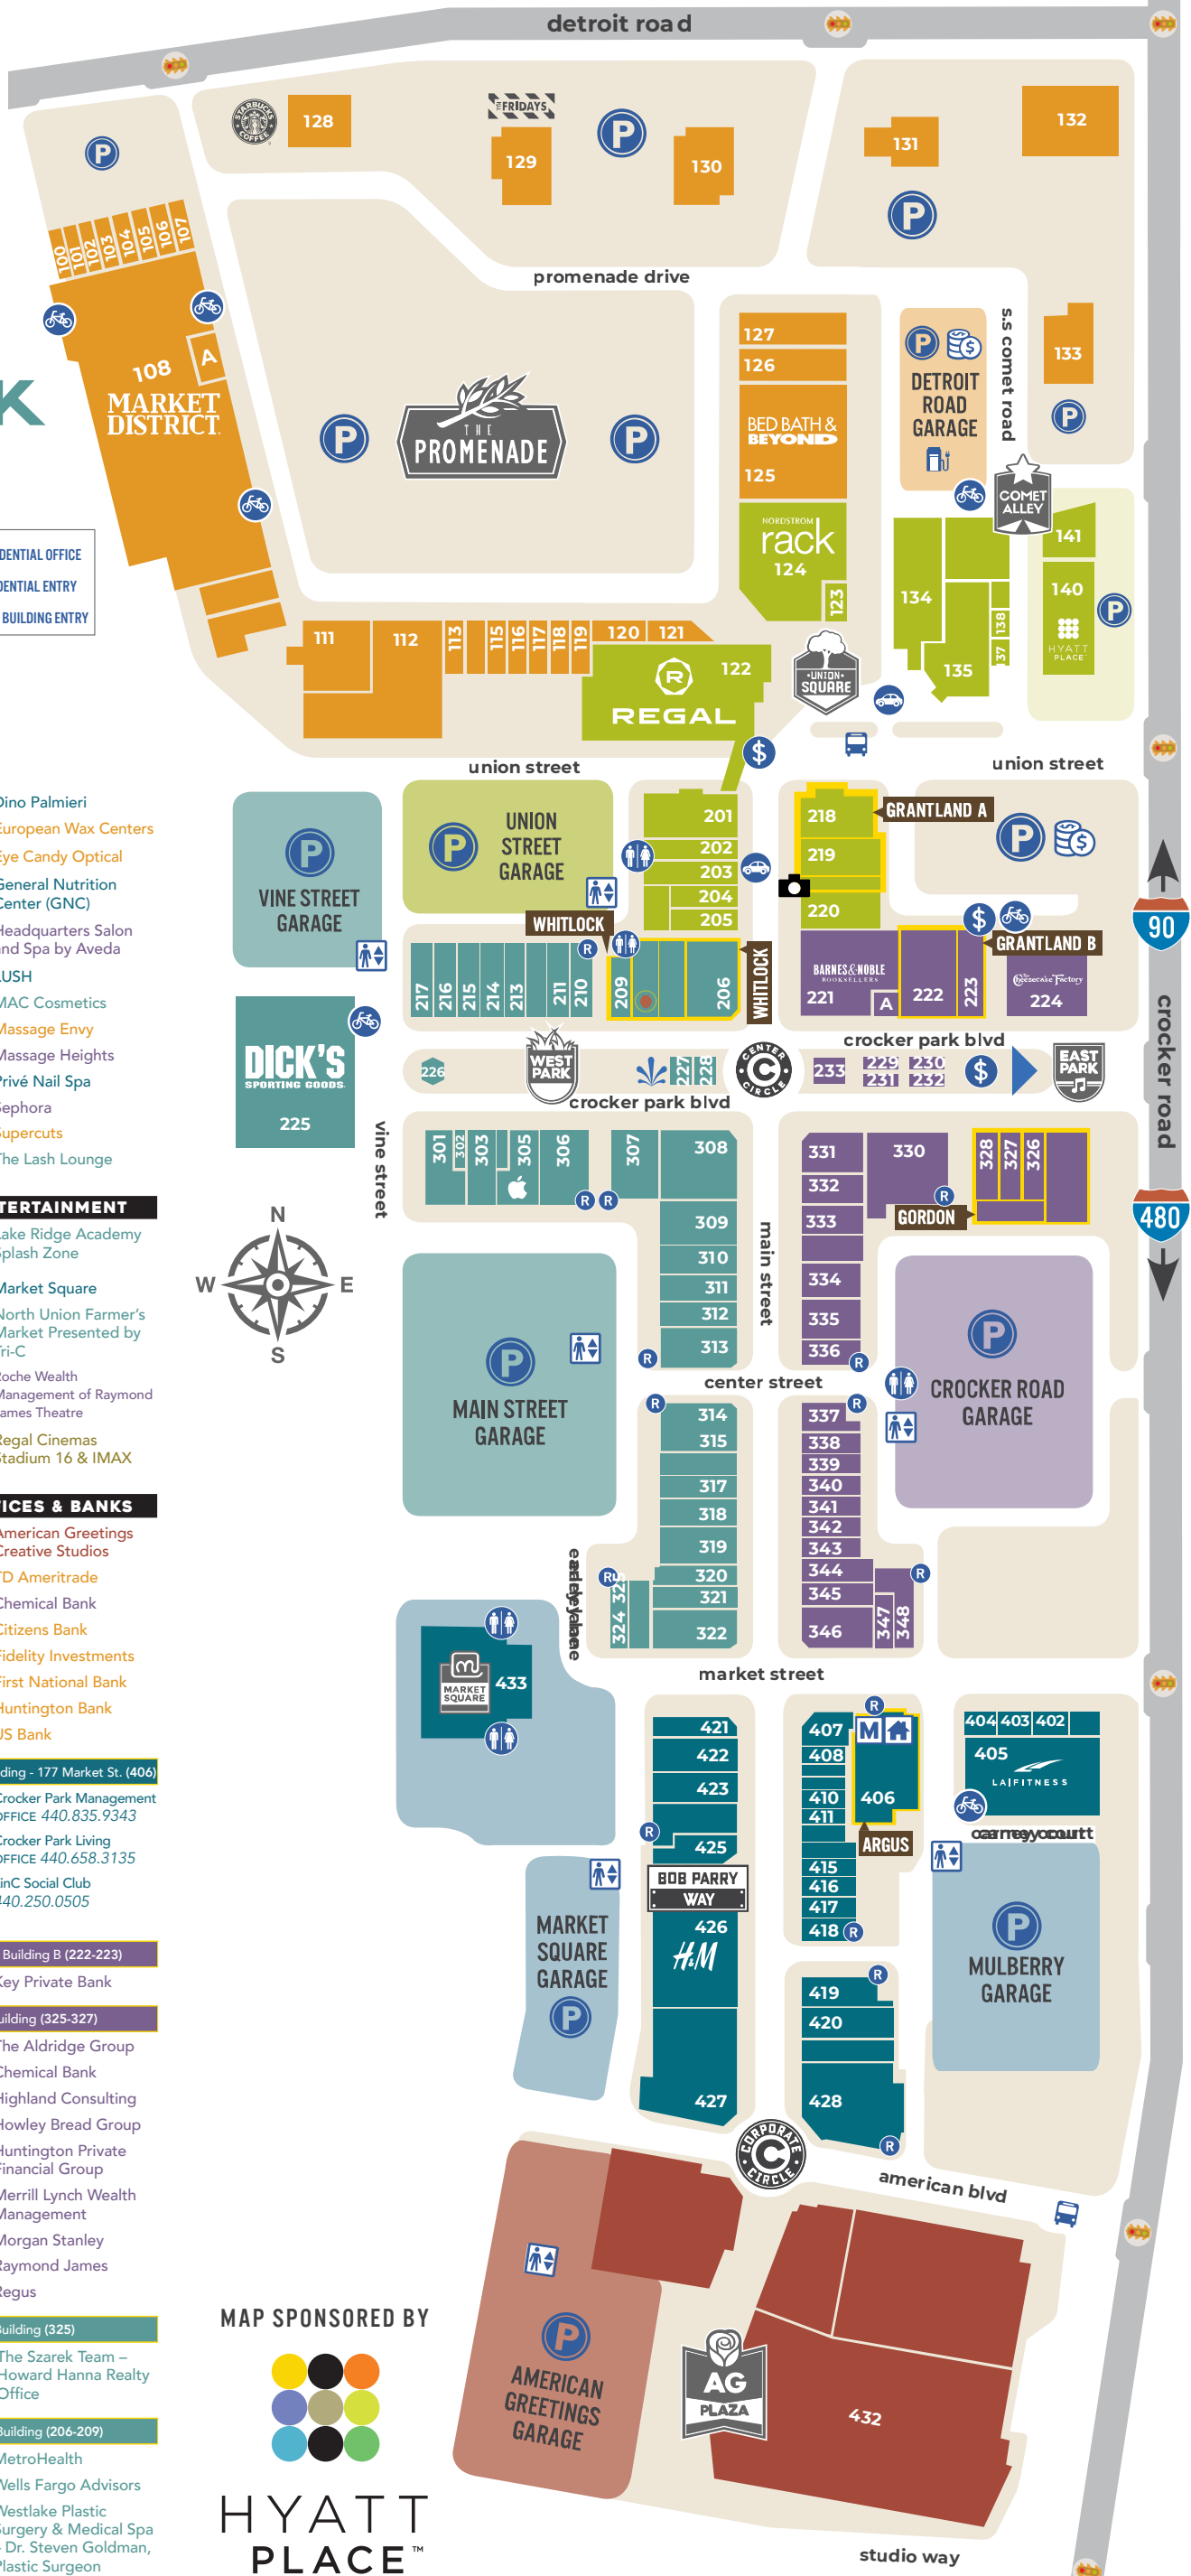 detroit road
STARBUCKS COFFEE
128
FRIDAYS
129
P
130
131
132
P
P
100
101
102
103
104
105
106
107
promenade drive
108
A
MARKET
DISTRICT
K
P
THE
PROMENADE
P
127
126
BED BATH &
BEYOND
125
NORDSTROM
rack
124
123
P
DETROIT
ROAD
GARAGE
s.s comet road
133
P
COMET
ALLEY
141
140
HYATT
PLACE
P
134
135
138
37
DENTIAL OFFICE
DENTIAL ENTRY
BUILDING ENTRY
111
112
113
115
116
117
118
119
120
121
122
R
REGAL
UNION
SQUARE
$
union street
union street
P
VINE STREET
GARAGE
P
UNION
STREET
GARAGE
201
202
203
204
205
218
219
220
GRANTLAND A
P
90
WHITLOCK
WHITLOCK
R
217
216
215
214
213
211
210
209
206
BARNES&NOBLE
BOOKSELLERS
221
A
222
223
$
GRANTLAND B
The Cheesecake Factory
224
crocker road
DICK'S
SPORTING GOODS
225
crocker park blvd
226
WEST
PARK
227
228
CENTER
C
CIRCLE
233
229
230
231
232
$
EAST
PARK
crocker park blvd
vine street
301
302
303
305
306
307
308
R
R
309
310
311
312
313
R
main street
331
332
333
334
335
336
R
330
R
GORDON
328
327
326
480
N
W
E
S
P
MAIN STREET
GARAGE
P
CROCKER ROAD
GARAGE
center street
R
314
315
317
318
319
320
321
322
R
324
325
337
R
338
339
340
341
342
343
344
345
346
347
348
R
market street
MARKET
SQUARE
433
421
422
423
425
R
BOB PARRY
WAY
426
H&M
427
407
408
410
411
415
416
417
418
R
R
M
406
ARGUS
404
403
402
405
LA|FITNESS
carney court
P
MULBERRY
GARAGE
MARKET
SQUARE
GARAGE
P
R
419
420
428
R
CORPORATE
C
CIRCLE
american blvd
P
AMERICAN
GREETINGS
GARAGE
AG
PLAZA
432
studio way
Dino Palmieri
European Wax Centers
Eye Candy Optical
General Nutrition
Center (GNC)
Headquarters Salon
and Spa by Aveda
LUSH
MAC Cosmetics
Massage Envy
Massage Heights
Privé Nail Spa
Sephora
Supercuts
The Lash Lounge
TERTAINMENT
Lake Ridge Academy
Splash Zone
Market Square
North Union Farmer's
Market Presented by
Tri-C
Roche Wealth
Management of Raymond
James Theatre
Regal Cinemas
Stadium 16 & IMAX
ICES & BANKS
American Greetings
Creative Studios
TD Ameritrade
Chemical Bank
Citizens Bank
Fidelity Investments
First National Bank
Huntington Bank
US Bank
ding - 177 Market St. (406)
Crocker Park Management
OFFICE 440.835.9343
Crocker Park Living
OFFICE 440.658.3135
LinC Social Club
440.250.0505
Building B (222-223)
Key Private Bank
uilding (325-327)
The Aldridge Group
Chemical Bank
Highland Consulting
Howley Bread Group
Huntington Private
Financial Group
Merrill Lynch Wealth
Management
Morgan Stanley
Raymond James
Regus
Building (325)
The Szarek Team –
Howard Hanna Realty
Office
Building (206-209)
MetroHealth
Wells Fargo Advisors
Westlake Plastic
Surgery & Medical Spa
- Dr. Steven Goldman,
Plastic Surgeon
MAP SPONSORED BY
HYATT
PLACE™